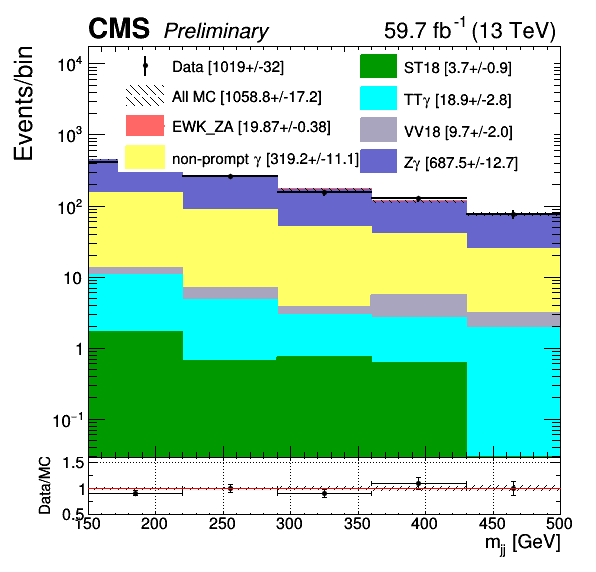 CMS Preliminary 59.7 fb⁻¹ (13 TeV)
Events/bin
10⁴
10³
10²
10
1
10⁻¹
Data [1019+/-32]
All MC [1058.8+/-17.2]
EWK_ZA [19.87+/-0.38]
non-prompt γ [319.2+/-11.1]
ST18 [3.7+/-0.9]
TTγ [18.9+/-2.8]
VV18 [9.7+/-2.0]
Zγ [687.5+/-12.7]
Data/MC
1.5
1
0.5
150 200 250 300 350 400 450 500
m_jj [GeV]